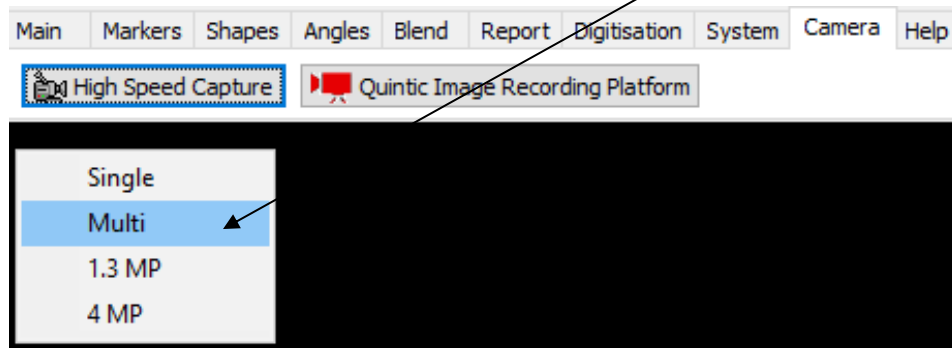 Main Markers Shapes Angles Blend Report Digitisation System Camera Help
High Speed Capture Quintic Image Recording Platform
Single
Multi
1.3 MP
4 MP